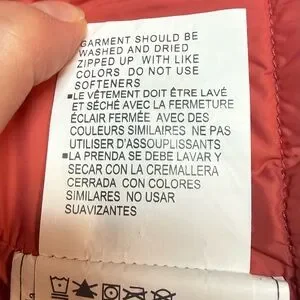 GARMENT SHOULD BE
WASHED AND DRIED
ZIPPED UP WITH LIKE
COLORS DO NOT USE
SOFTENERS
▪LE VÊTEMENT DOIT ÊTRE LAVÉ
ET SÉCHÉ AVEC LA FERMETURE
ÉCLAIR FERMÉE AVEC DES
COULEURS SIMILAIRES NE PAS
UTILISER D'ASSOUPLISSANTS
▪LA PRENDA SE DEBE LAVAR Y
SECAR CON LA CREMALLERA
CERRADA CON COLORES
SIMILARES NO USAR
SUAVIZANTES